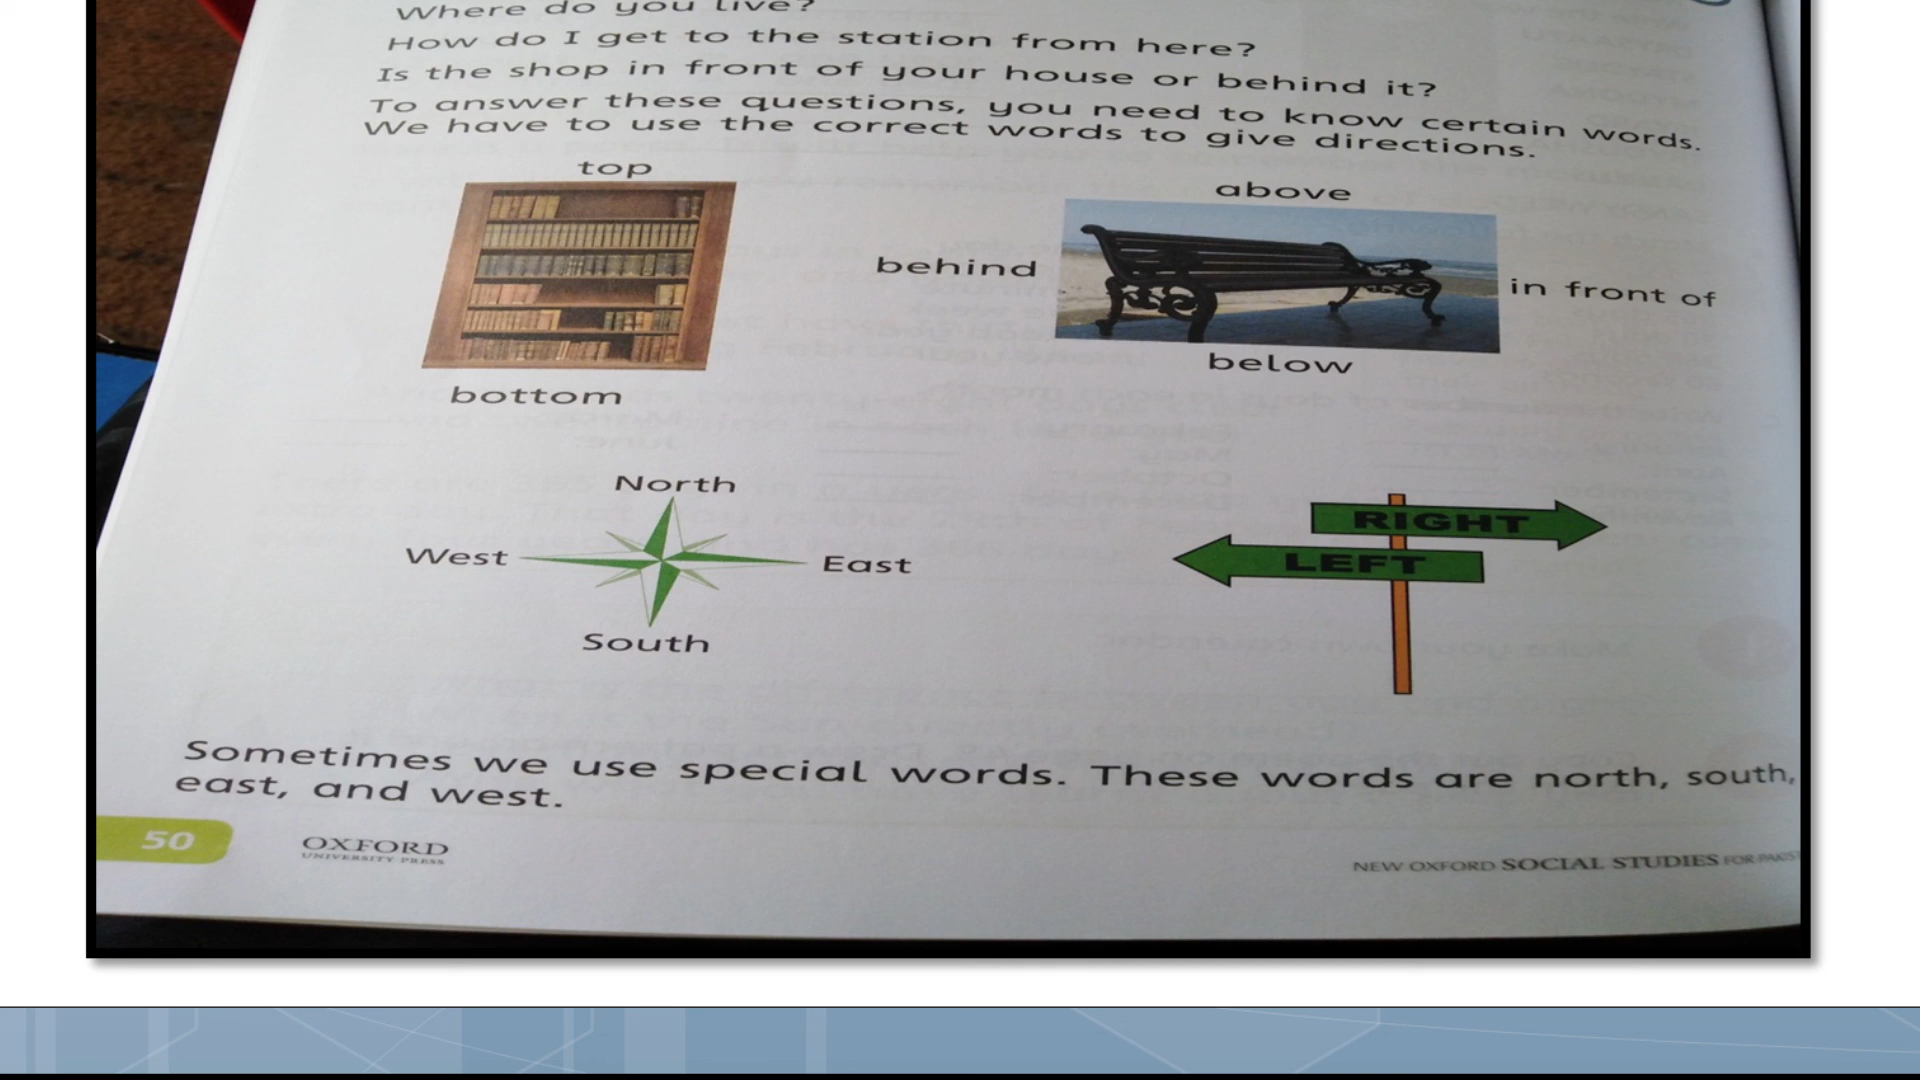 Where do you live?
How do I get to the station from here?
Is the shop in front of your house or behind it?
To answer these questions, you need to know certain words.
We have to use the correct words to give directions.
top
above
behind
in front of
below
bottom
North
West
East
South
RIGHT
LEFT
Sometimes we use special words. These words are north, south,
east, and west.
50
OXFORD
UNIVERSITY PRESS
NEW OXFORD SOCIAL STUDIES FOR